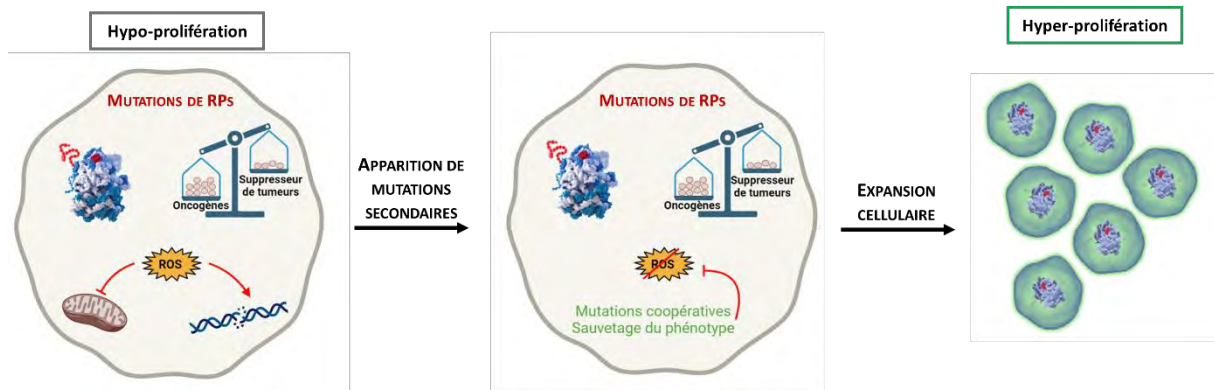 Hypo-prolifération
MUTATIONS DE RPs
Oncogènes
Suppresseur
de tumeurs
ROS
APPARITION DE
MUTATIONS
SECONDAIRES
MUTATIONS DE RPs
Oncogènes
Suppresseur
de tumeurs
ROS
Mutations coopératives
Sauvetage du phénotype
EXPANSION
CELLULAIRE
Hyper-prolifération